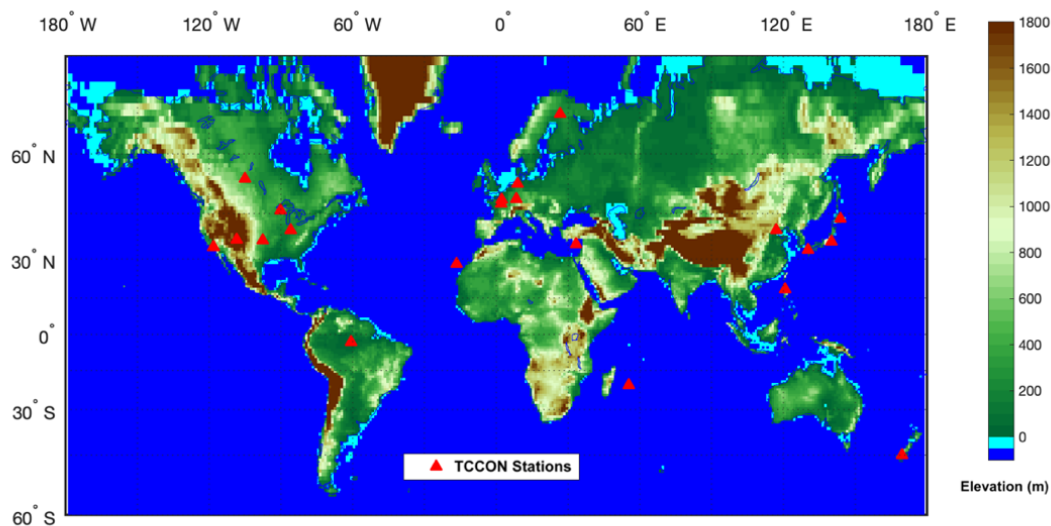 180° W 120° W 60° W 0° E 60° E 120° E 180° E
60° N
30° N
0°
30° S
60° S
TCCON Stations
1800
1600
1400
1200
1000
800
600
400
200
0
Elevation (m)